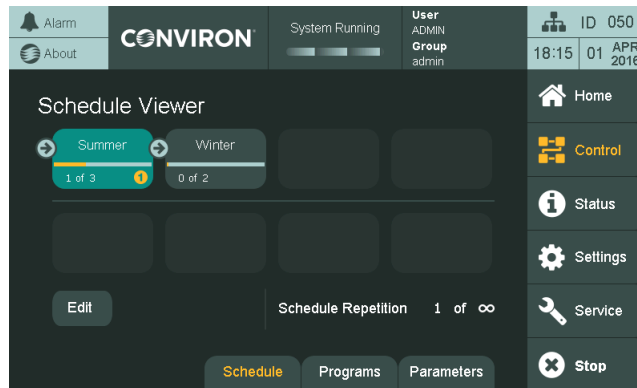 Alarm
About
CONVIRON
System Running
User
ADMIN
Group
admin
ID 050
18:15 01 APR 2016
Schedule Viewer
Summer
1 of 3 1
Winter
0 of 2
Edit
Schedule Repetition 1 of ∞
Schedule Programs Parameters
Home
Control
Status
Settings
Service
Stop